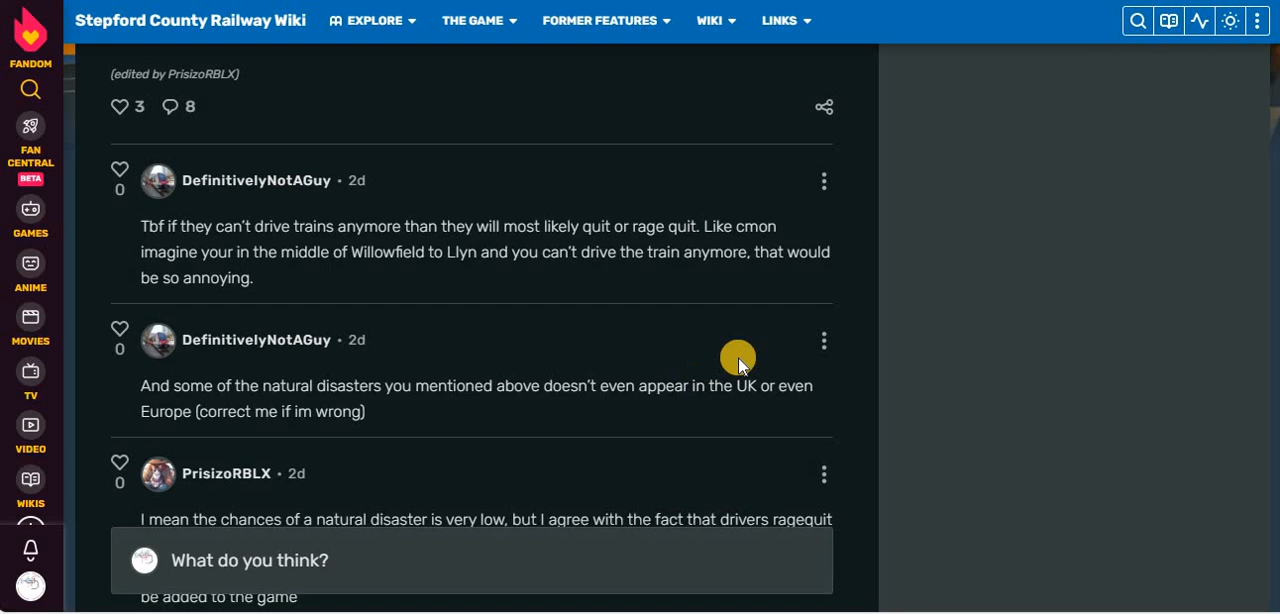 Stepford County Railway Wiki
EXPLORE
THE GAME
FORMER FEATURES
WIKI
LINKS
FANDOM
FAN
CENTRAL
BETA
GAMES
ANIME
MOVIES
TV
VIDEO
WIKIS
(edited by PrisizoRBLX)
3 8
DefinitivelyNotAGuy • 2d
0
Tbf if they can't drive trains anymore than they will most likely quit or rage quit. Like cmon
imagine your in the middle of Willowfield to Llyn and you can't drive the train anymore, that would
be so annoying.
DefinitivelyNotAGuy • 2d
0
And some of the natural disasters you mentioned above doesn't even appear in the UK or even
Europe (correct me if im wrong)
PrisizoRBLX • 2d
0
I mean the chances of a natural disaster is very low, but I agree with the fact that drivers ragequit
What do you think?
be added to the game